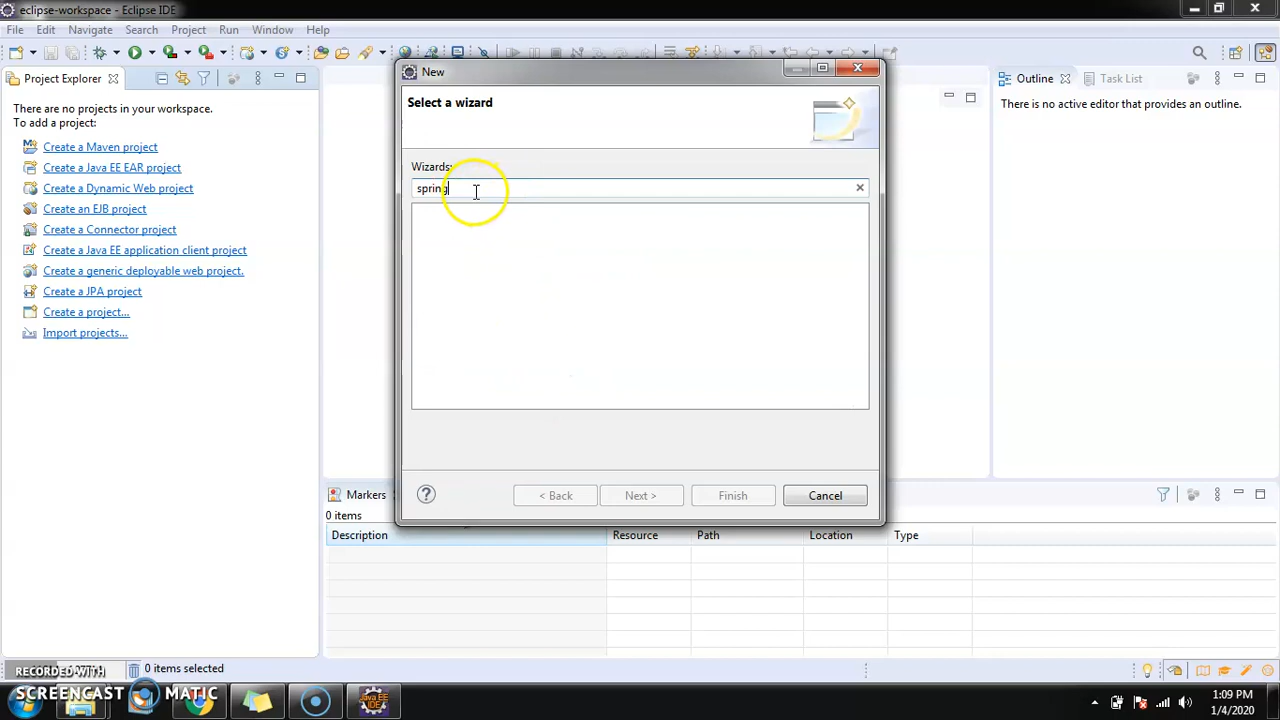 eclipse-workspace - Eclipse IDE
File Edit Navigate Search Project Explorer Run Window Help
Project Explorer
There are no projects in your workspace.
To add a project:
Create a Maven project
Create a Java EE EAR project
Create a Dynamic Web project
Create an EJB project
Create a Connector project
Create a Java EE application client project
Create a generic deployable web project.
Create a JPA project
Create a project...
Import projects...
New
Select a wizard
Wizards:
spring
< Back
Next >
Finish
Cancel
Outline
Task List
There is no active editor that provides an outline.
Markers
0 items
Description Resource Path Location Type
0 items selected
RECORDED WITH
SCREENCAST MATIC
Java EE
IDE
1:09 PM
1/4/2020